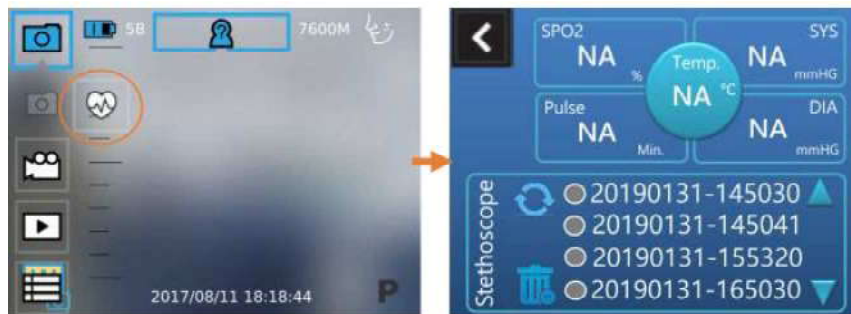 5B
7600M
2017/08/11 18:18:44
P
SPO2
NA
%
SYS
NA
mmHG
Temp.
NA °C
Pulse
NA
Min.
DIA
NA
mmHG
Stethoscope
20190131-145030
20190131-145041
20190131-155320
20190131-165030